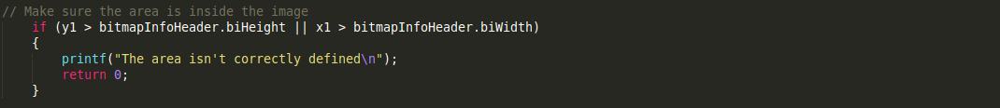 // Make sure the area is inside the image
if (y1 > bitmapInfoHeader.biHeight || x1 > bitmapInfoHeader.biWidth)
{
printf("The area isn't correctly defined\n");
return 0;
}